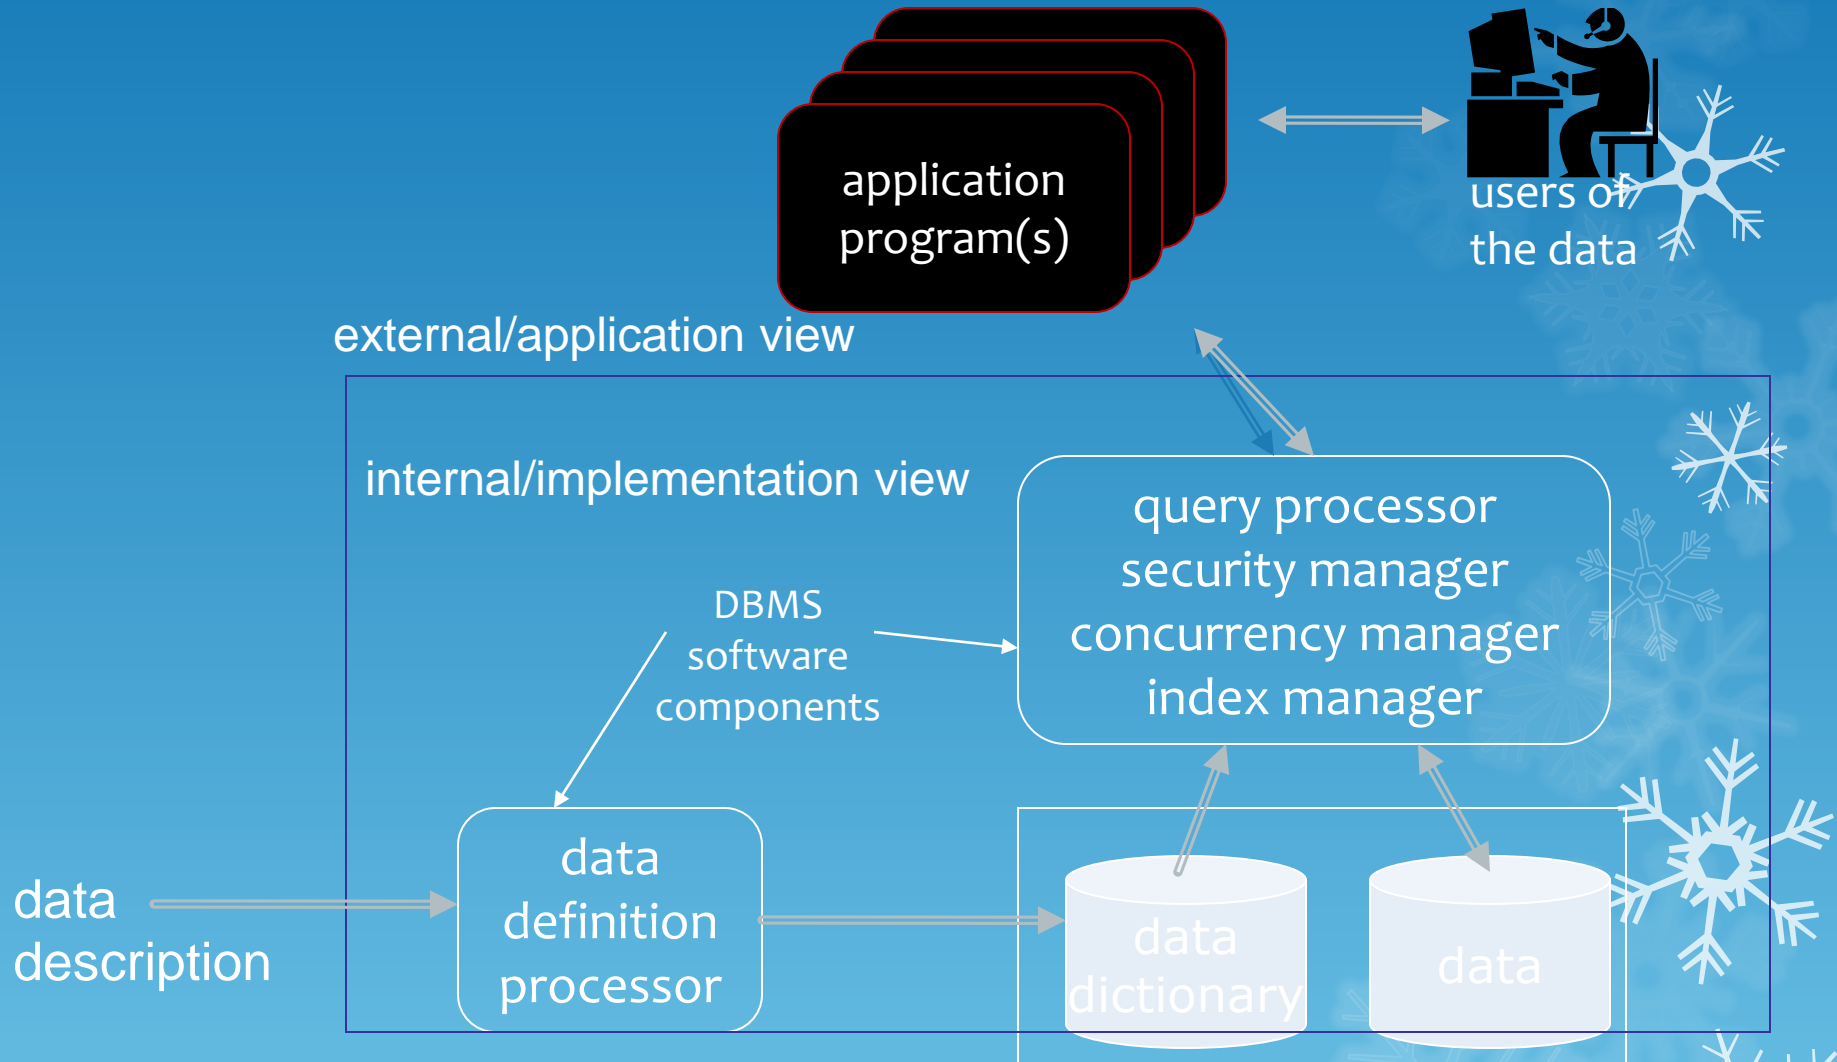 application
program(s)
users of
the data
external/application view
internal/implementation view
query processor
security manager
concurrency manager
index manager
DBMS
software
components
data
definition
processor
data
description
data
dictionary
data